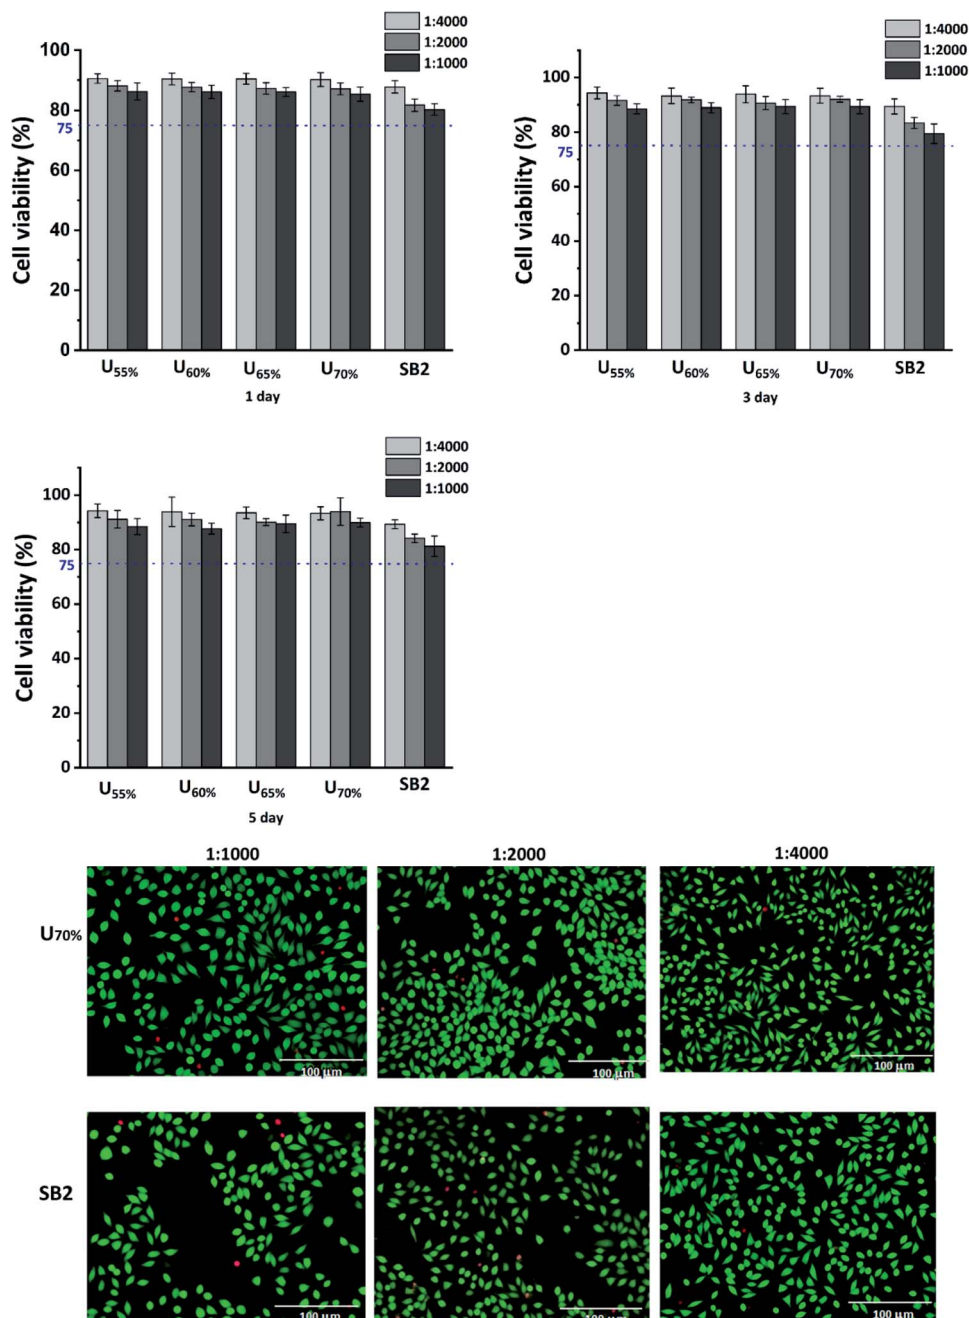 1:4000
1:2000
1:1000
100
80
75
60
40
20
0
Cell viability (%)
U55% U60% U65% U70% SB2
1 day
1:4000
1:2000
1:1000
100
80
75
60
40
20
0
Cell viability (%)
U55% U60% U65% U70% SB2
3 day
1:4000
1:2000
1:1000
100
80
75
60
40
20
0
Cell viability (%)
U55% U60% U65% U70% SB2
5 day
1:1000 1:2000 1:4000
U70%
100 µm 100 µm 100 µm
SB2
100 µm 100 µm 100 µm